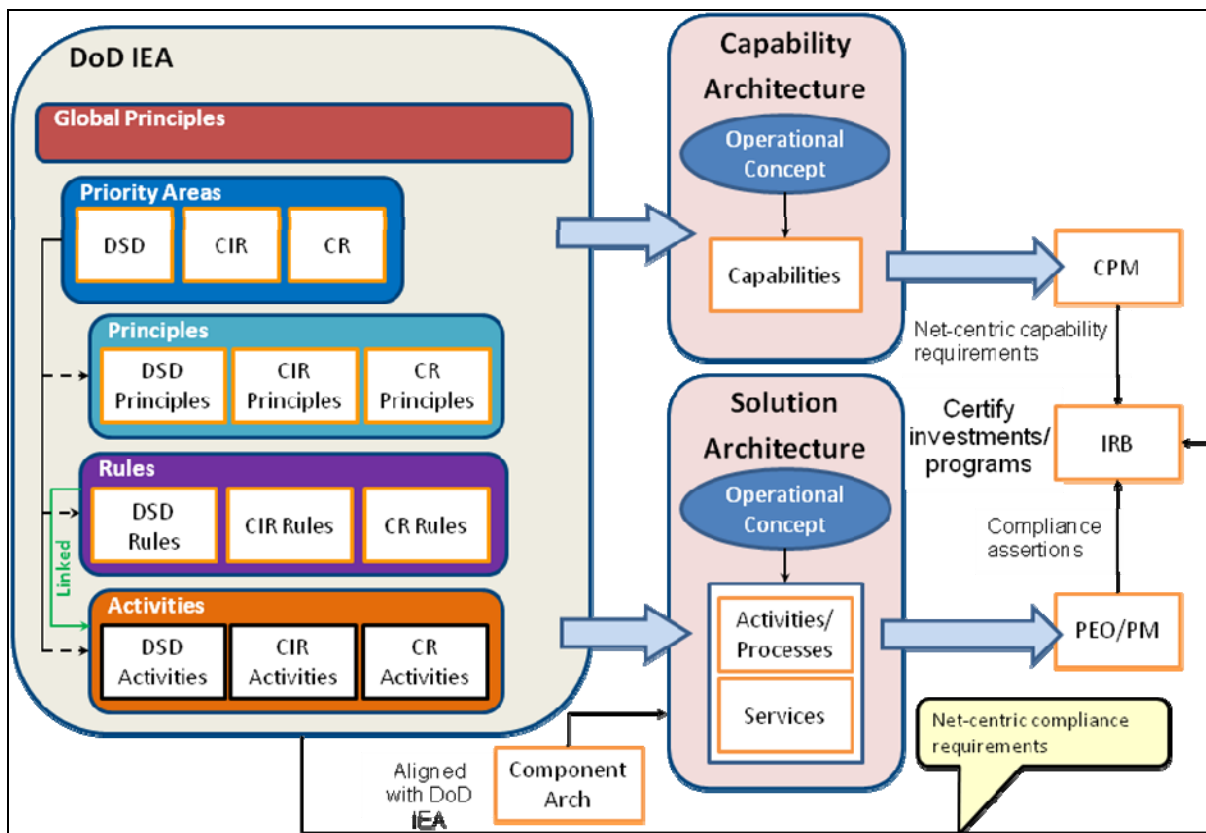 DoD IEA
Global Principles
Priority Areas
DSD
CIR
CR
Principles
DSD
Principles
CIR
Principles
CR
Principles
Rules
DSD
Rules
CIR Rules
CR Rules
Linked
Activities
DSD
Activities
CIR
Activities
CR
Activities
Capability
Architecture
Operational
Concept
Capabilities
CPM
Net-centric capability
requirements
Solution
Architecture
Operational
Concept
Activities/
Processes
Services
Certify
investments/
programs
IRB
Compliance
assertions
PEO/PM
Net-centric compliance
requirements
Aligned
with DoD
IEA
Component
Arch